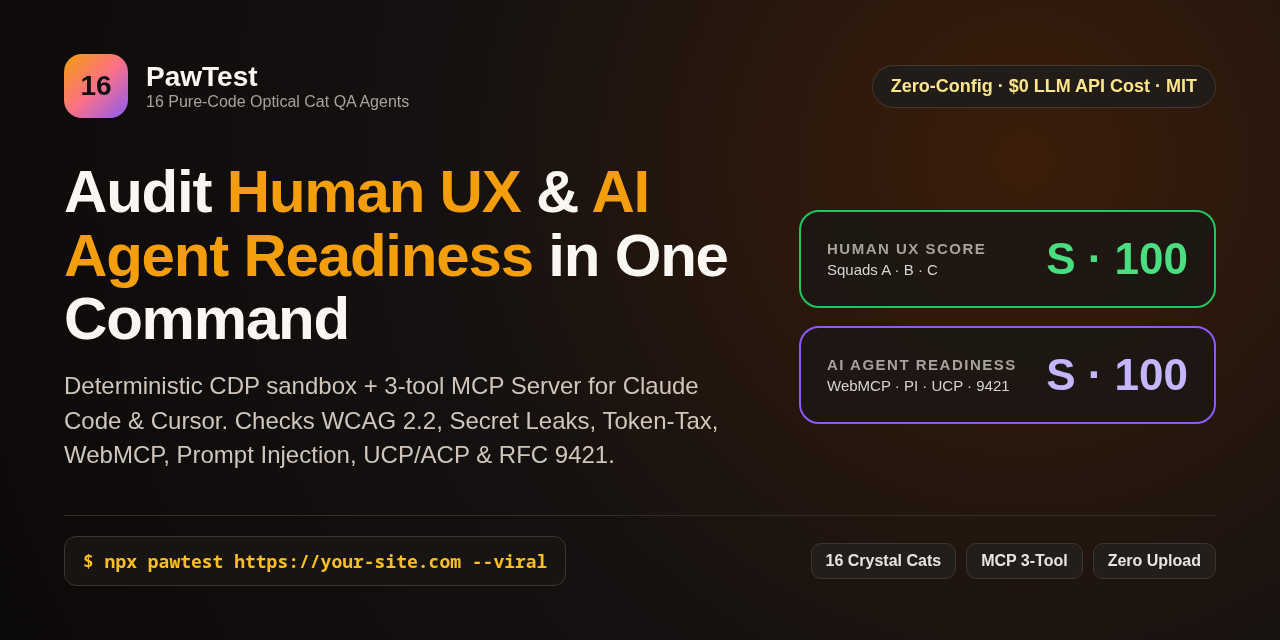 16
PawTest
16 Pure-Code Optical Cat QA Agents
Zero-Config · $0 LLM API Cost · MIT
Audit Human UX & AI
Agent Readiness in One
Command
Deterministic CDP sandbox + 3-tool MCP Server for Claude
Code & Cursor. Checks WCAG 2.2, Secret Leaks, Token-Tax,
WebMCP, Prompt Injection, UCP/ACP & RFC 9421.
HUMAN UX SCORE
Squads A · B · C
S · 100
AI AGENT READINESS
WebMCP · PI · UCP · 9421
S · 100
$ npx pawtest https://your-site.com --viral
16 Crystal Cats
MCP 3-Tool
Zero Upload